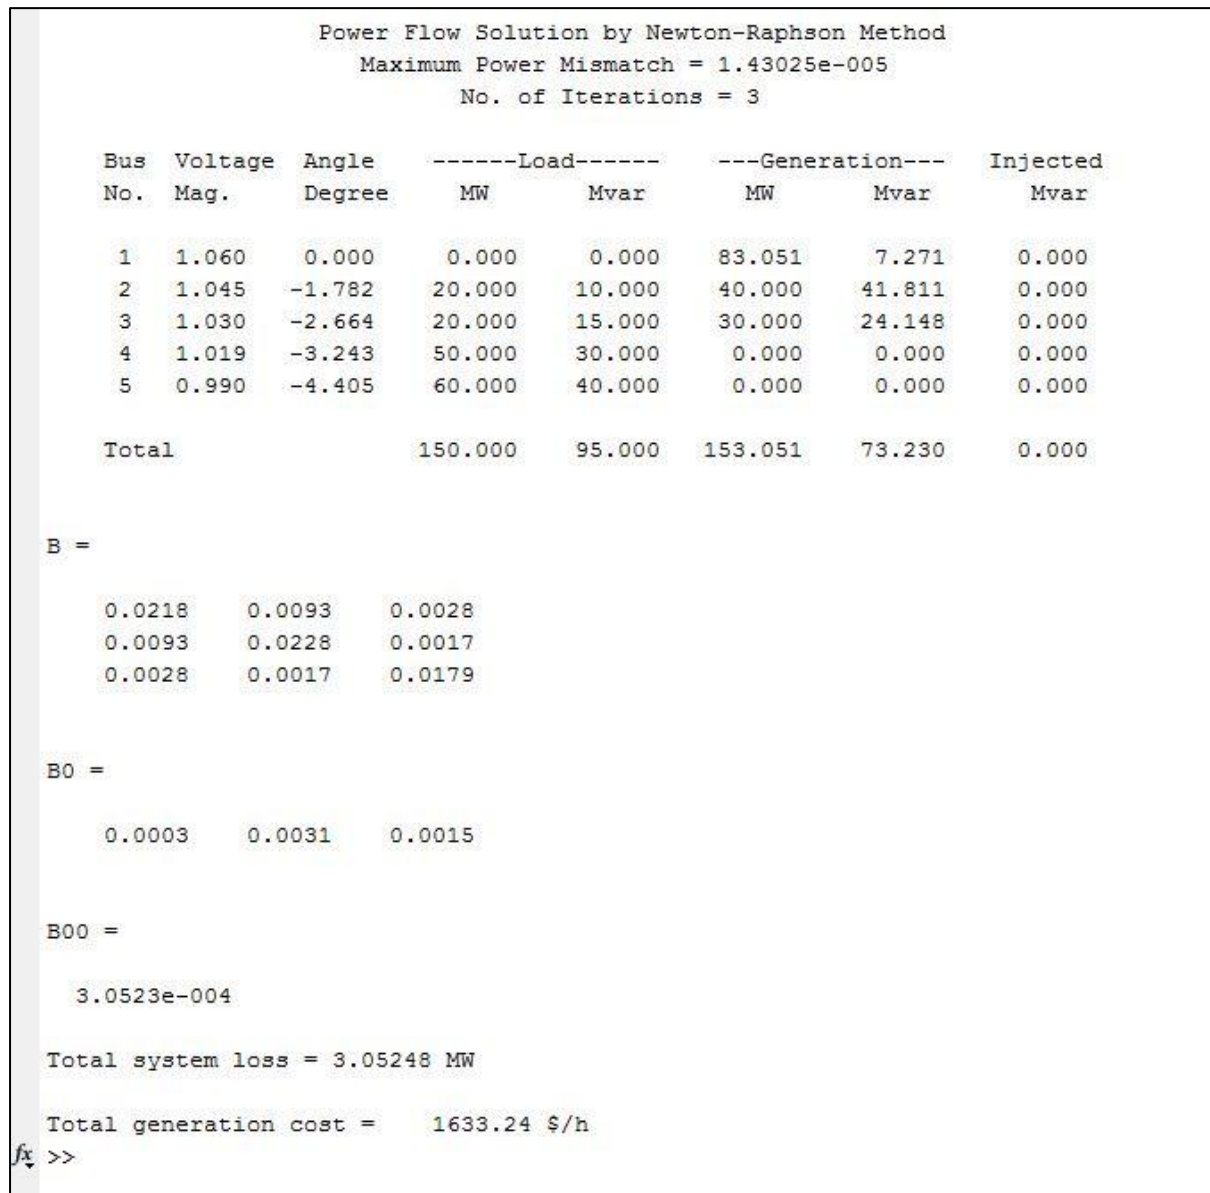 Power Flow Solution by Newton-Raphson Method
Maximum Power Mismatch = 1.43025e-005
No. of Iterations = 3
Bus Voltage Angle ------Load------ ---Generation--- Injected
No. Mag. Degree MW Mvar MW Mvar Mvar
1 1.060 0.000 0.000 0.000 83.051 7.271 0.000
2 1.045 -1.782 20.000 10.000 40.000 41.811 0.000
3 1.030 -2.664 20.000 15.000 30.000 24.148 0.000
4 1.019 -3.243 50.000 30.000 0.000 0.000 0.000
5 0.990 -4.405 60.000 40.000 0.000 0.000 0.000
Total 150.000 95.000 153.051 73.230 0.000
B =
0.0218 0.0093 0.0028
0.0093 0.0228 0.0017
0.0028 0.0017 0.0179
B0 =
0.0003 0.0031 0.0015
B00 =
3.0523e-004
Total system loss = 3.05248 MW
Total generation cost = 1633.24 $/h
fx >>